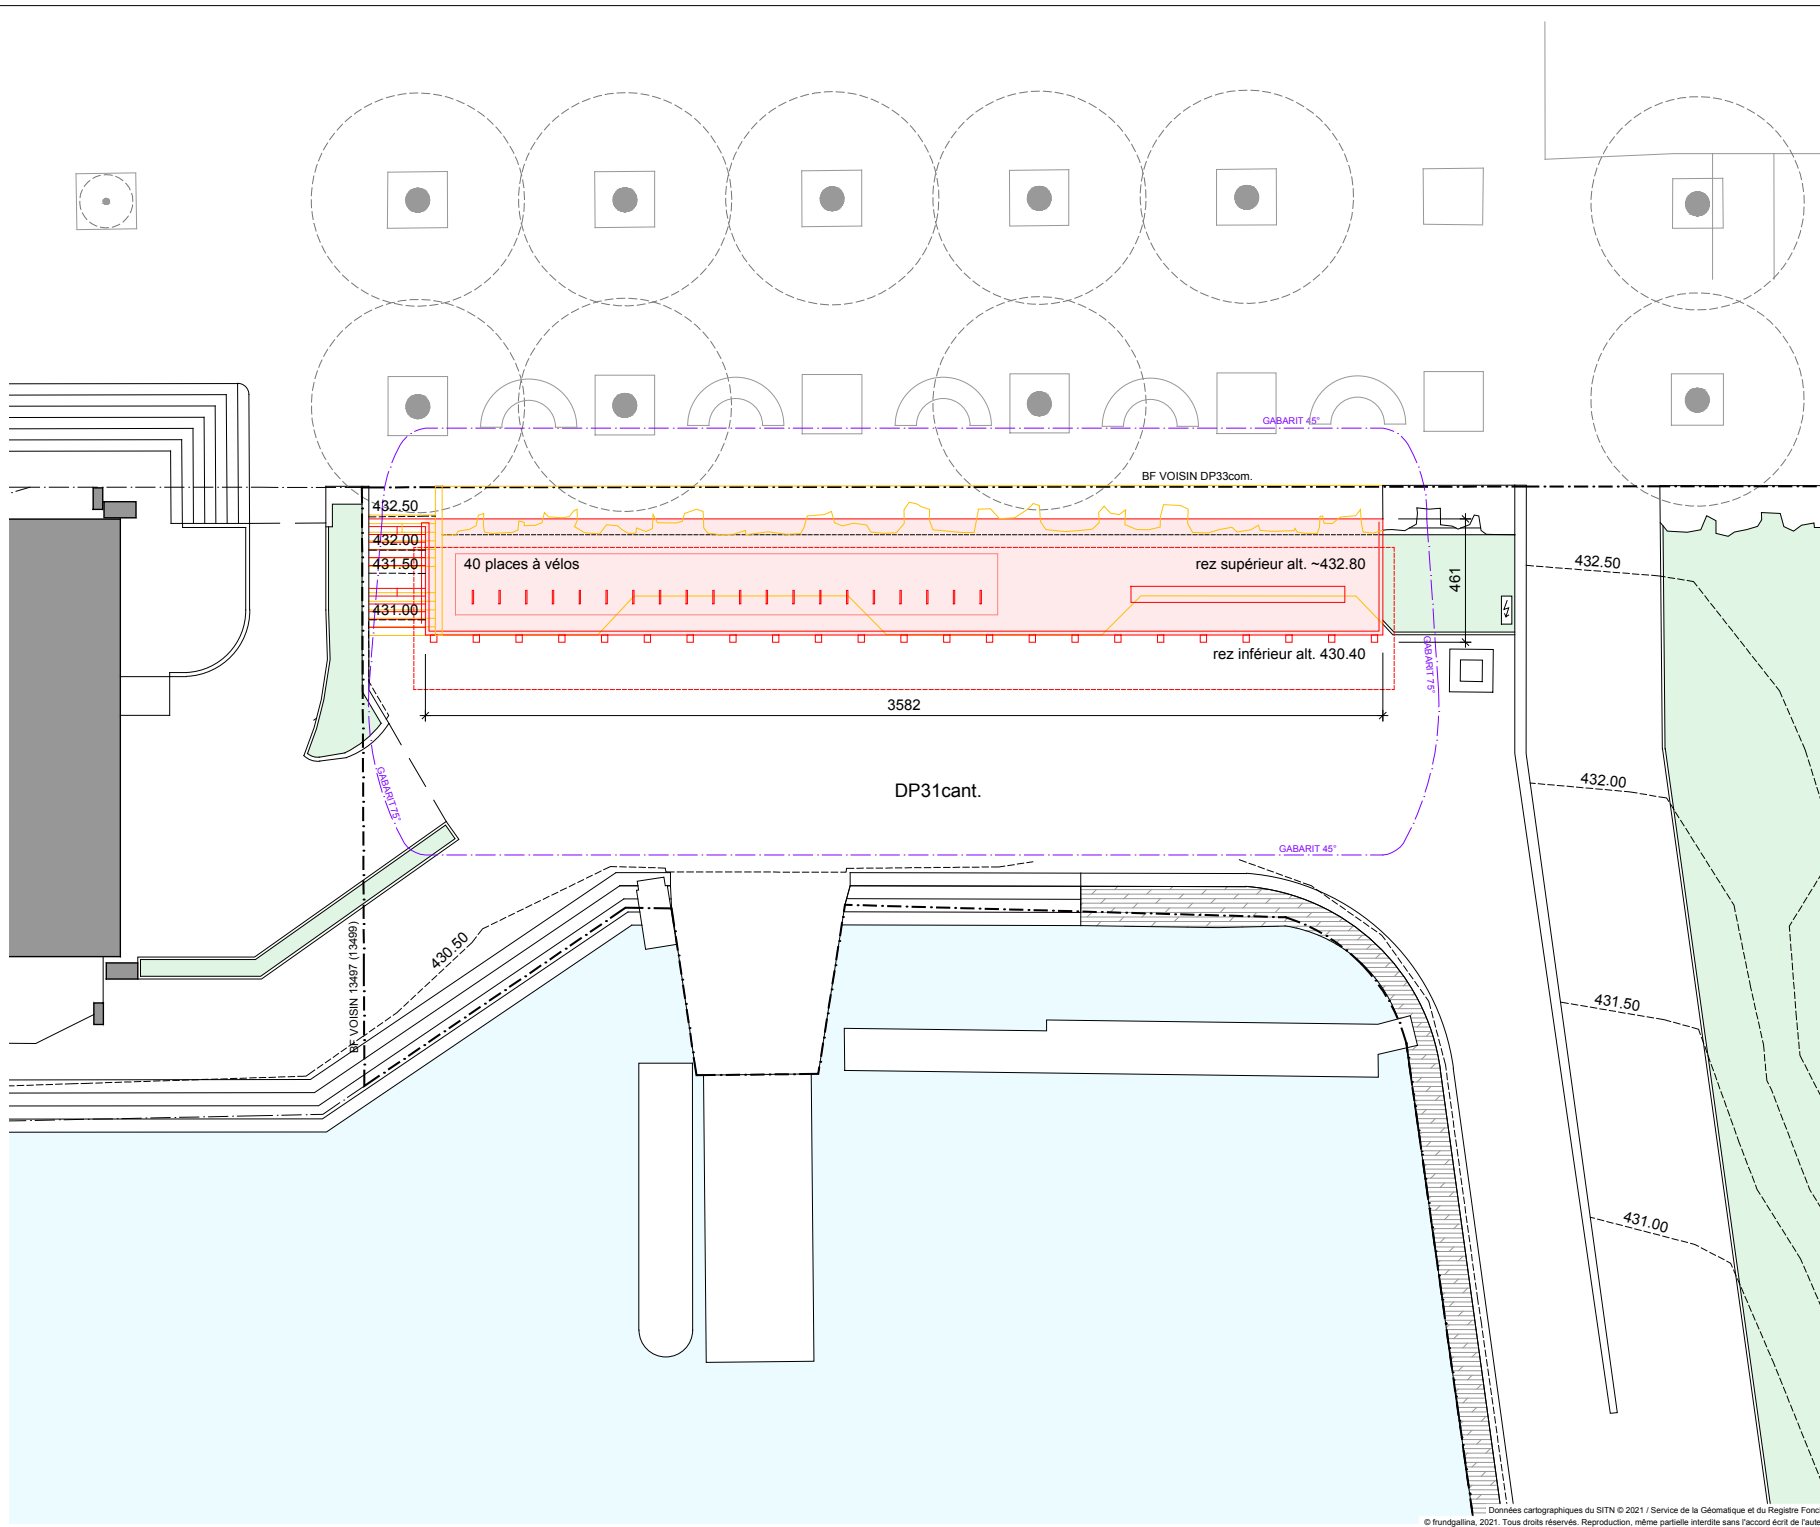 GABARIT 45°
BF VOISIN DP33com.
432.50
432.00
431.50
431.00
40 places à vélos
rez supérieur alt. ~432.80
461
432.50
rez inférieur alt. 430.40
GABARIT 75°
3582
432.00
GABARIT 75°
DP31cant.
GABARIT 45°
430.50
BF VOISIN 13497 (13499)
431.50
431.00
Données cartographiques du SITN © 2021 / Service de la Géomatique et du Registre Fonc
© frundgallina, 2021. Tous droits réservés. Reproduction, même partielle interdite sans l'accord écrit de l'aute